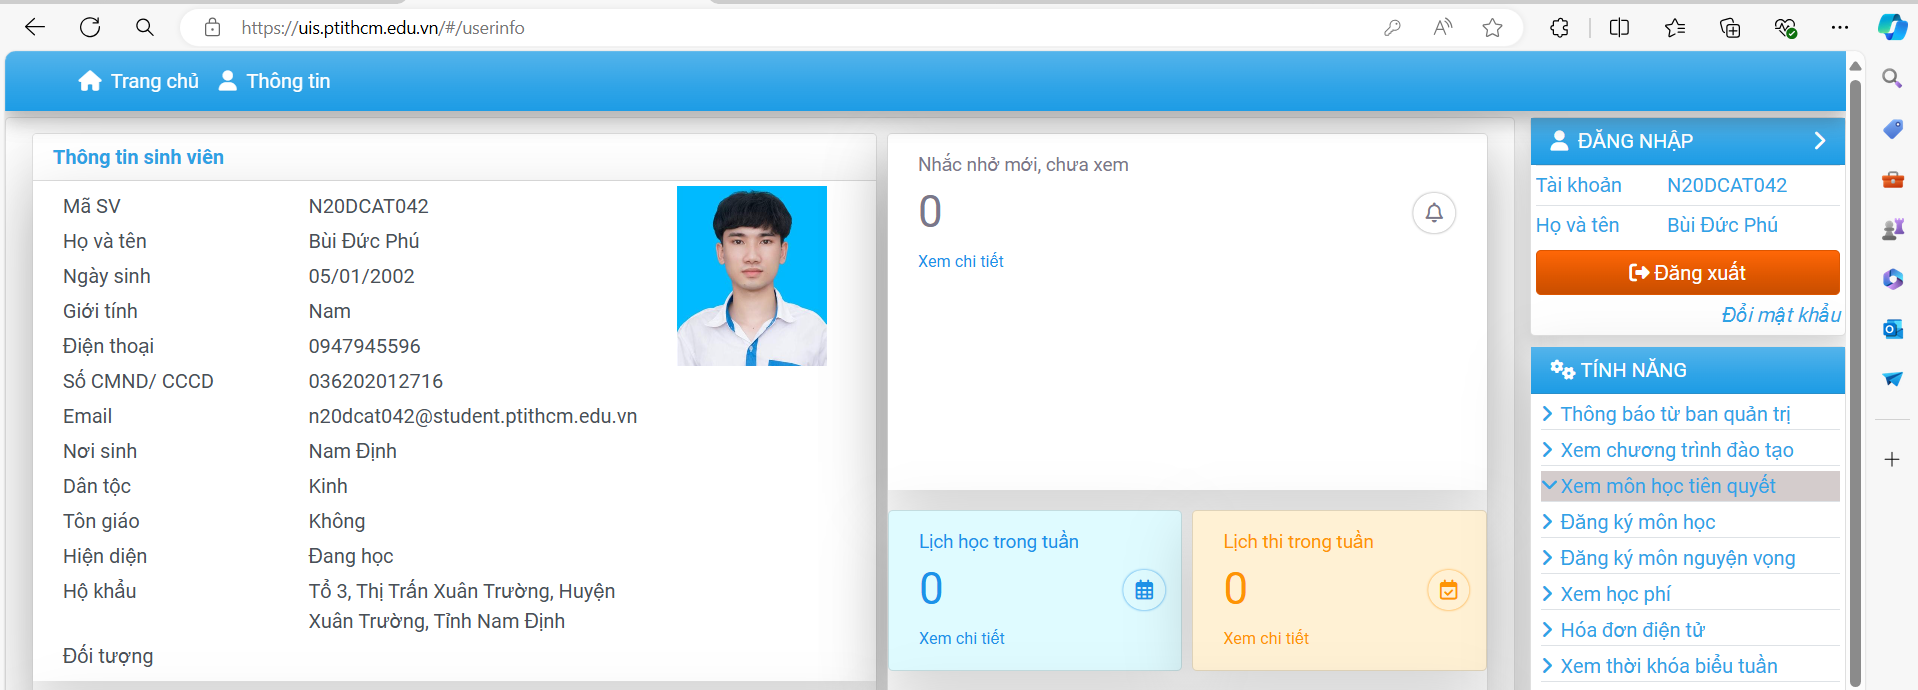 https://uis.ptithcm.edu.vn/#/userinfo
Trang chủ Thông tin
Thông tin sinh viên
Mã SV N20DCAT042
Họ và tên Bùi Đức Phú
Ngày sinh 05/01/2002
Giới tính Nam
Điện thoại 0947945596
Số CMND/ CCCD 036202012716
Email n20dcat042@student.ptithcm.edu.vn
Nơi sinh Nam Định
Dân tộc Kinh
Tôn giáo Không
Hiện diện Đang học
Hộ khẩu Tổ 3, Thị Trấn Xuân Trường, Huyện
Xuân Trường, Tỉnh Nam Định
Đối tượng
Nhắc nhở mới, chưa xem
0
Xem chi tiết
Lịch học trong tuần
0
Xem chi tiết
Lịch thi trong tuần
0
Xem chi tiết
ĐĂNG NHẬP
Tài khoản N20DCAT042
Họ và tên Bùi Đức Phú
Đăng xuất
Đổi mật khẩu
TÍNH NĂNG
Thông báo từ ban quản trị
Xem chương trình đào tạo
Xem môn học tiên quyết
Đăng ký môn học
Đăng ký môn nguyện vọng
Xem học phí
Hóa đơn điện tử
Xem thời khóa biểu tuần